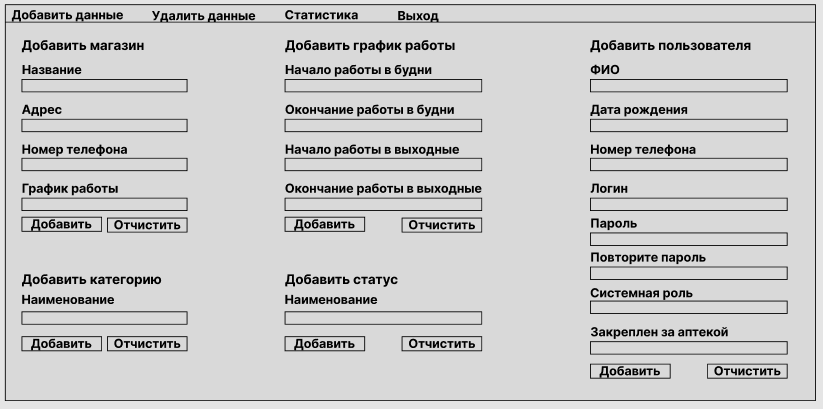 Добавить данные Удалить данные Статистика Выход
Добавить магазин
Название
Адрес
Номер телефона
График работы
Добавить Отчистить
Добавить график работы
Начало работы в будни
Окончание работы в будни
Начало работы в выходные
Окончание работы в выходные
Добавить Отчистить
Добавить пользователя
ФИО
Дата рождения
Номер телефона
Логин
Пароль
Повторите пароль
Системная роль
Закреплен за аптекой
Добавить Отчистить
Добавить категорию
Наименование
Добавить Отчистить
Добавить статус
Наименование
Добавить Отчистить